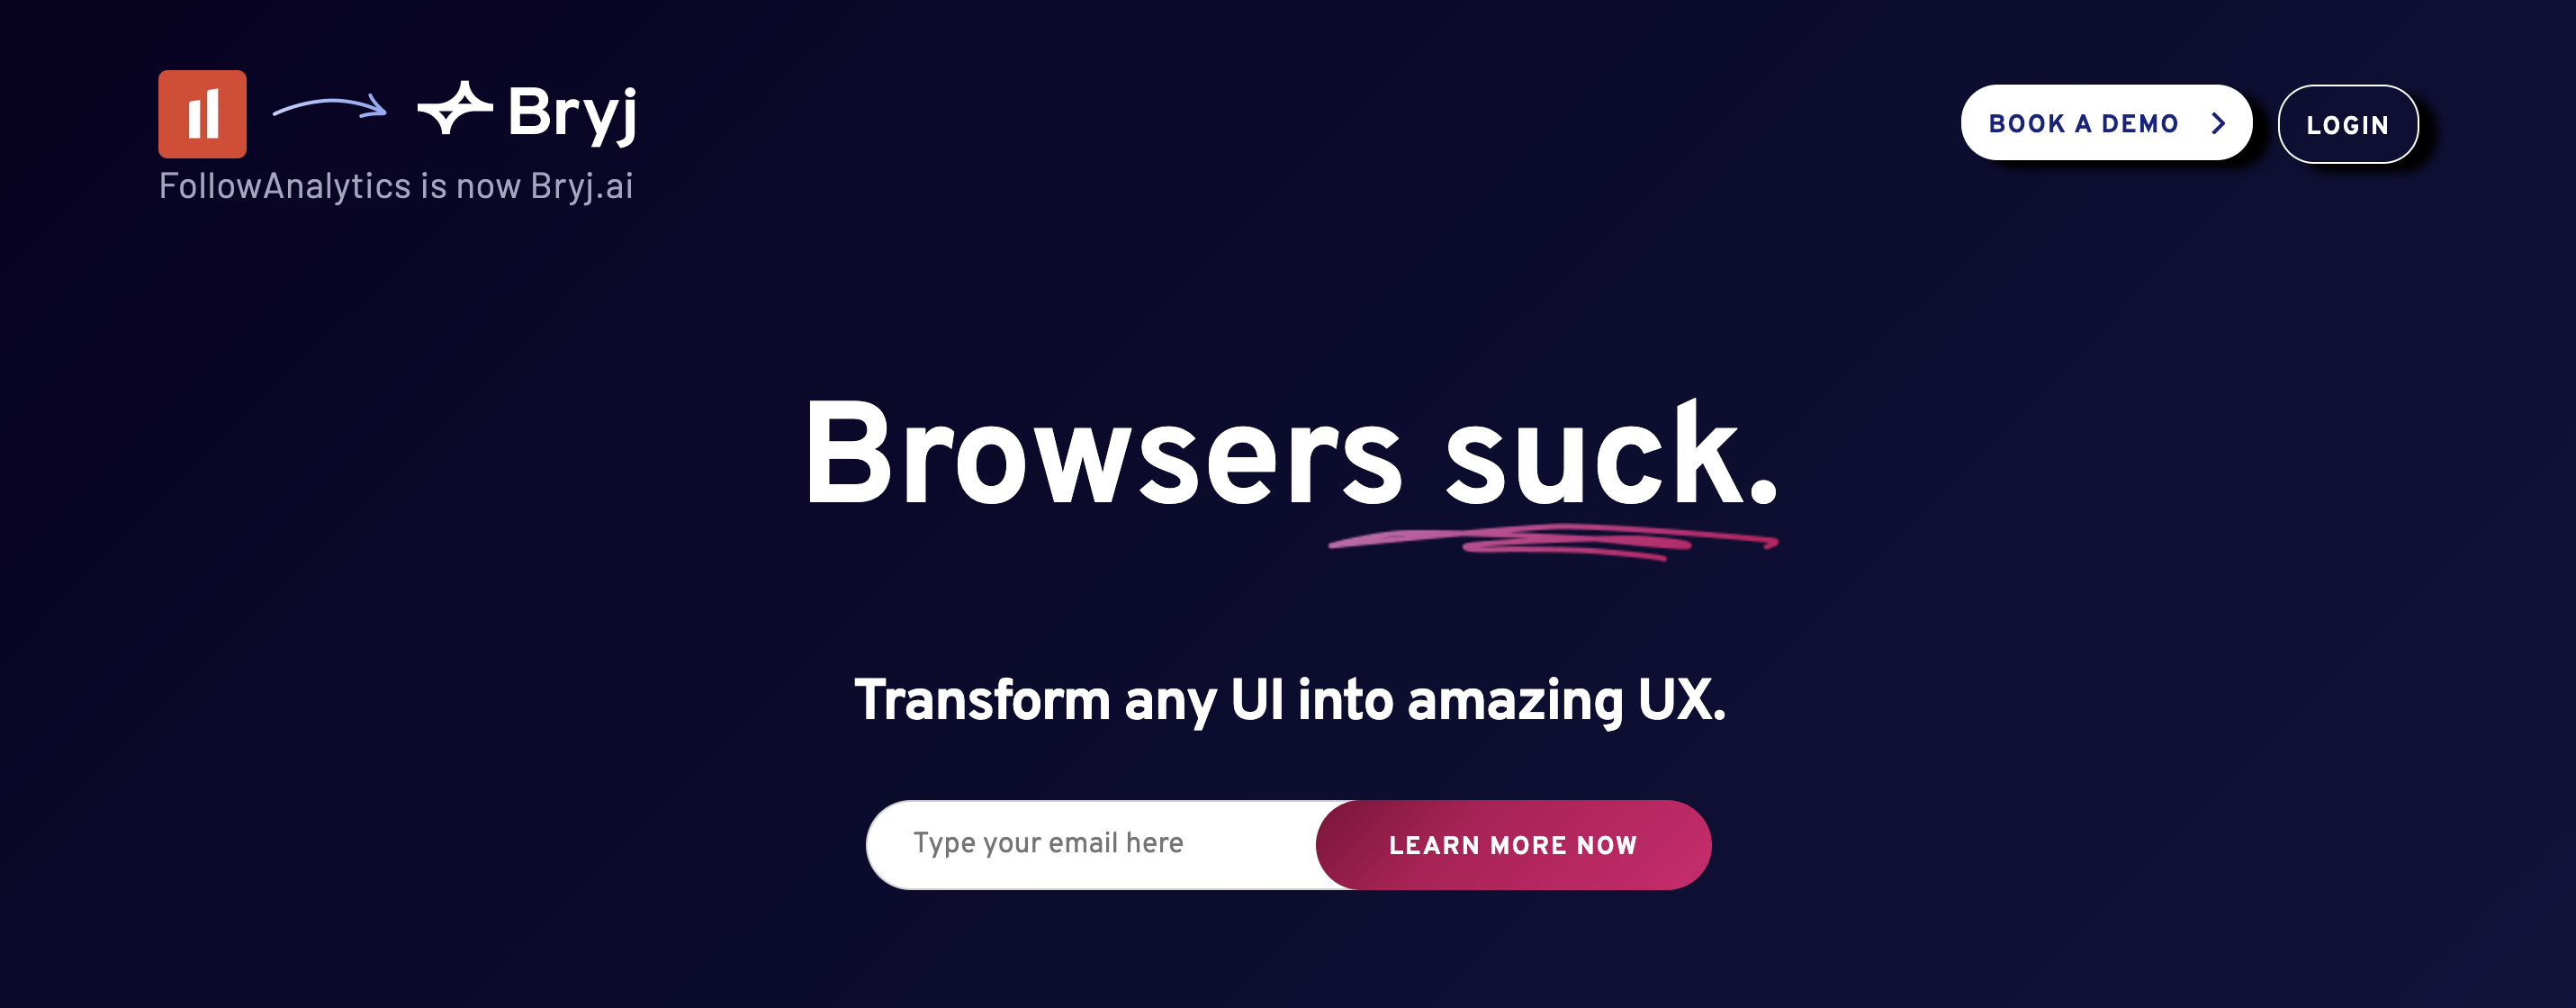 Bryj
FollowAnalytics is now Bryj.ai
BOOK A DEMO
LOGIN
Browsers suck.
Transform any UI into amazing UX.
Type your email here
LEARN MORE NOW